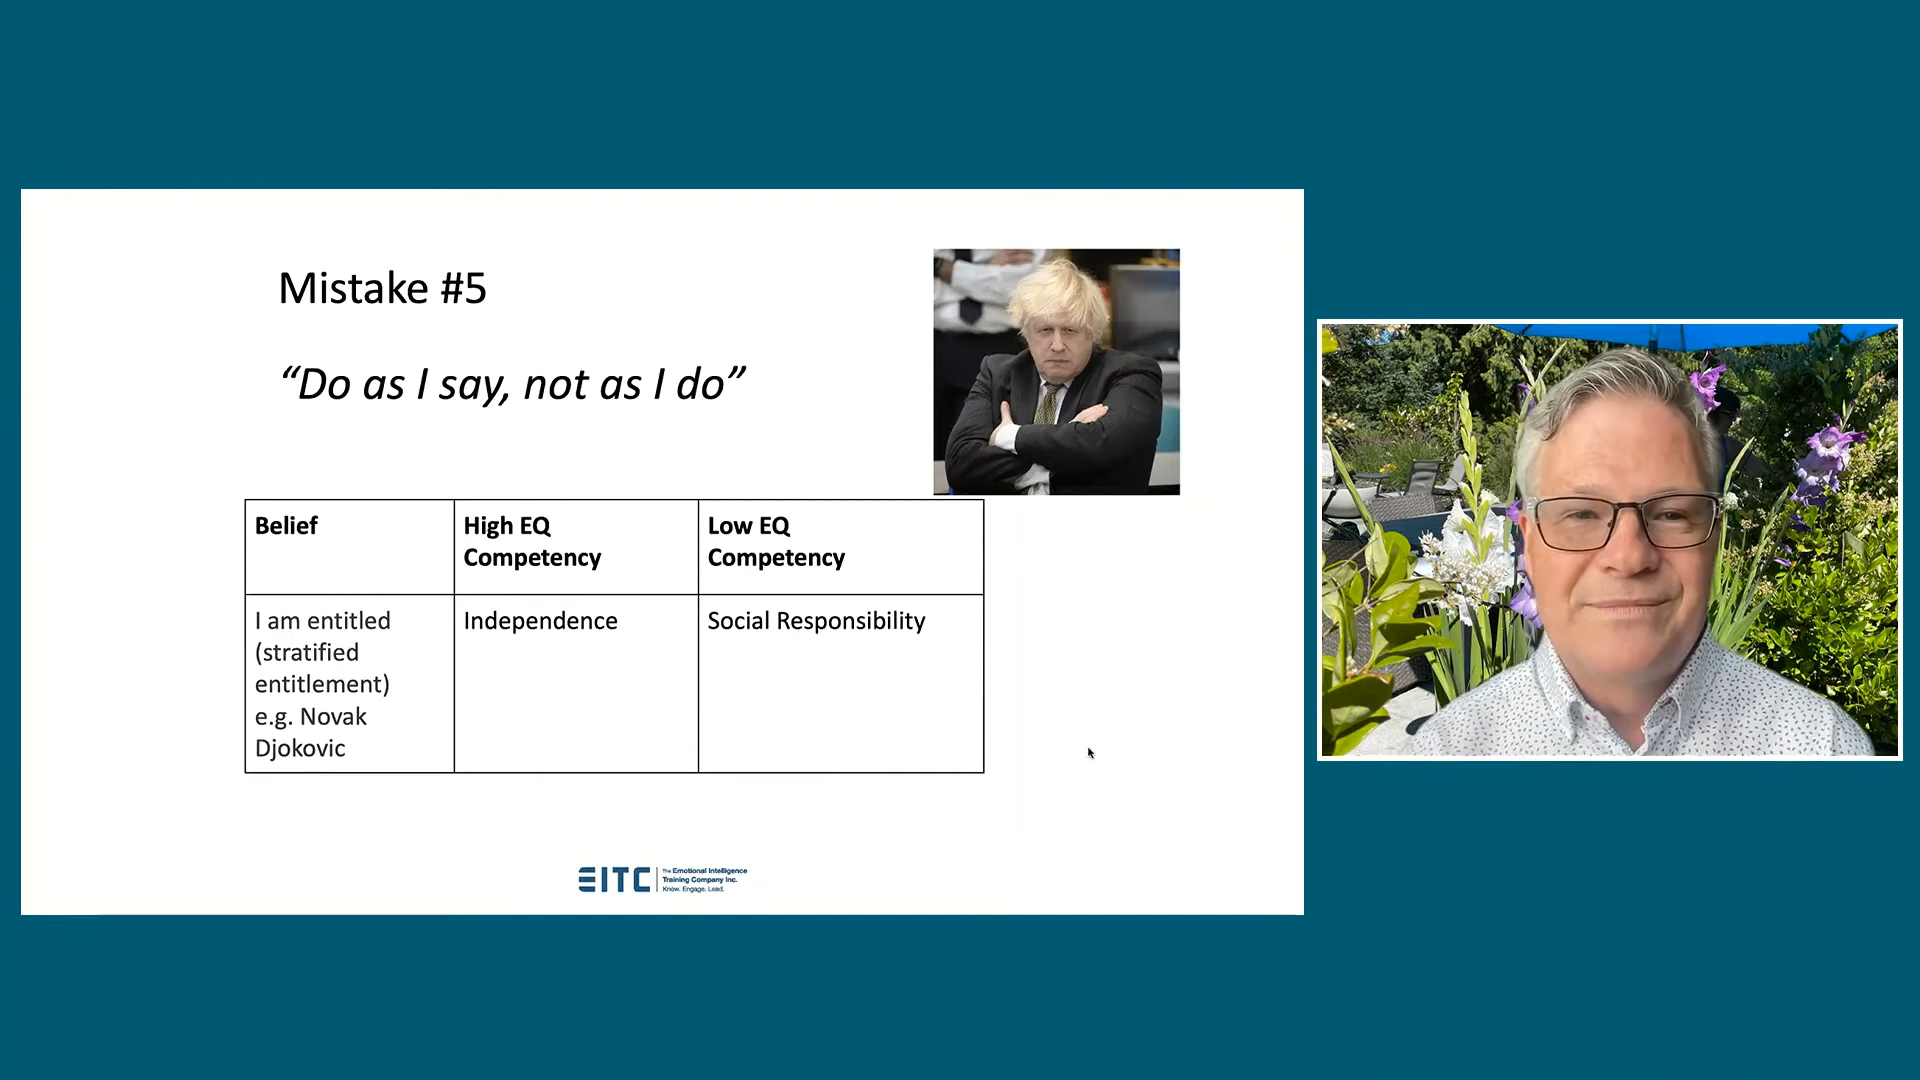 Mistake #5
“Do as I say, not as I do”
Belief
High EQ
Competency
Low EQ
Competency
I am entitled
(stratified
entitlement)
e.g. Novak
Djokovic
Independence
Social Responsibility
EITC
The Emotional Intelligence
Training Company Inc.
Know. Engage. Lead.